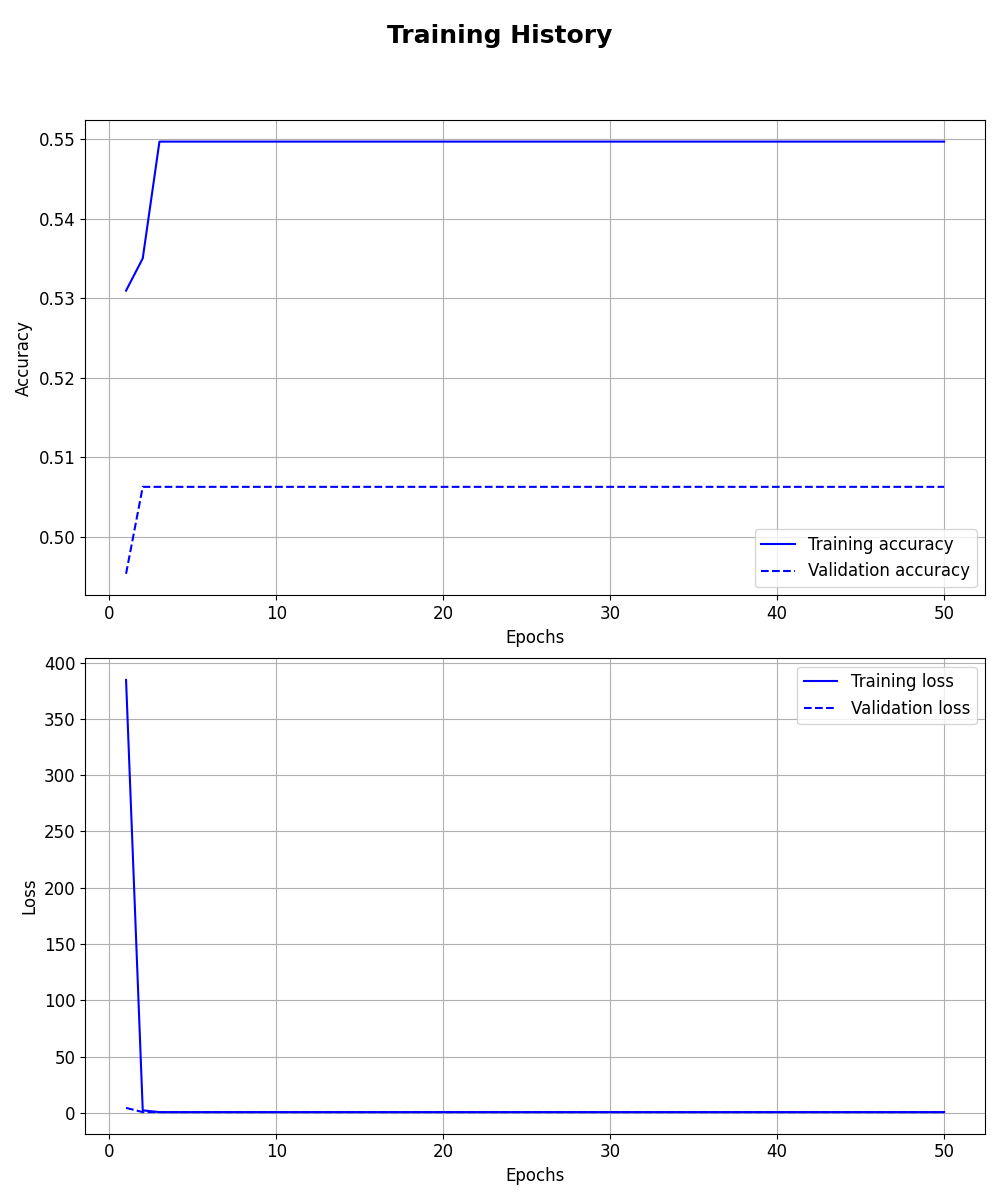 Training History
0.55
0.54
0.53
0.52
0.51
0.50
Accuracy
Training accuracy
Validation accuracy
0 10 20 30 40 50
Epochs
400
350
300
250
200
150
100
50
0
Loss
Training loss
Validation loss
0 10 20 30 40 50
Epochs